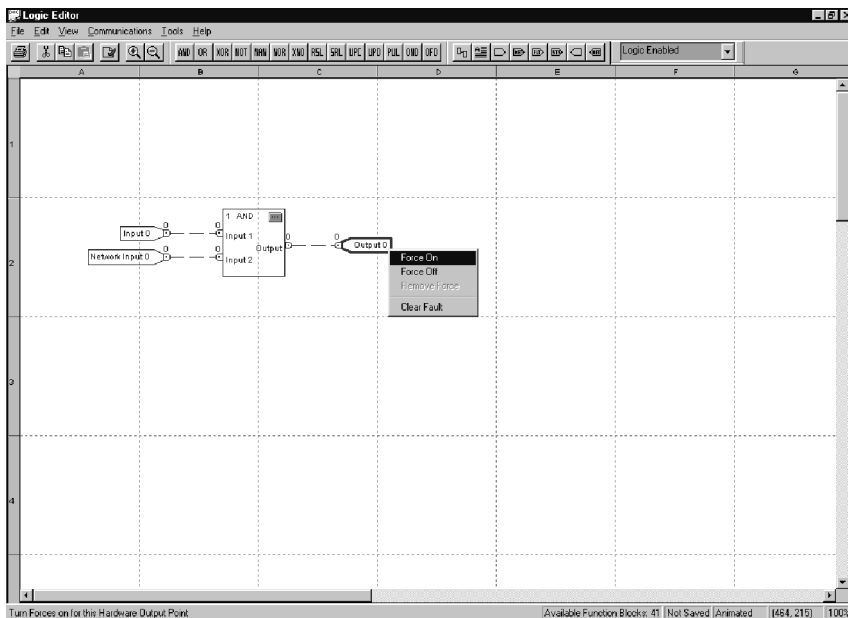 Logic Editor
File Edit View Communications Tools Help
AND OR XOR NOT NAN NOR XNO RSL SRL UPC UPD PUL OND OFD Logic Enabled
A B C D E F G
1
1 AND
0 0 0 0
Input 0 Input 1 Output Output 0
0 0
Network Input 0 Input 2
2
Force On
Force Off
Remove Force
Clear Fault
3
4
Turn Forces on for this Hardware Output Point Available Function Blocks: 41 Not Saved Animated (464, 215) 100%